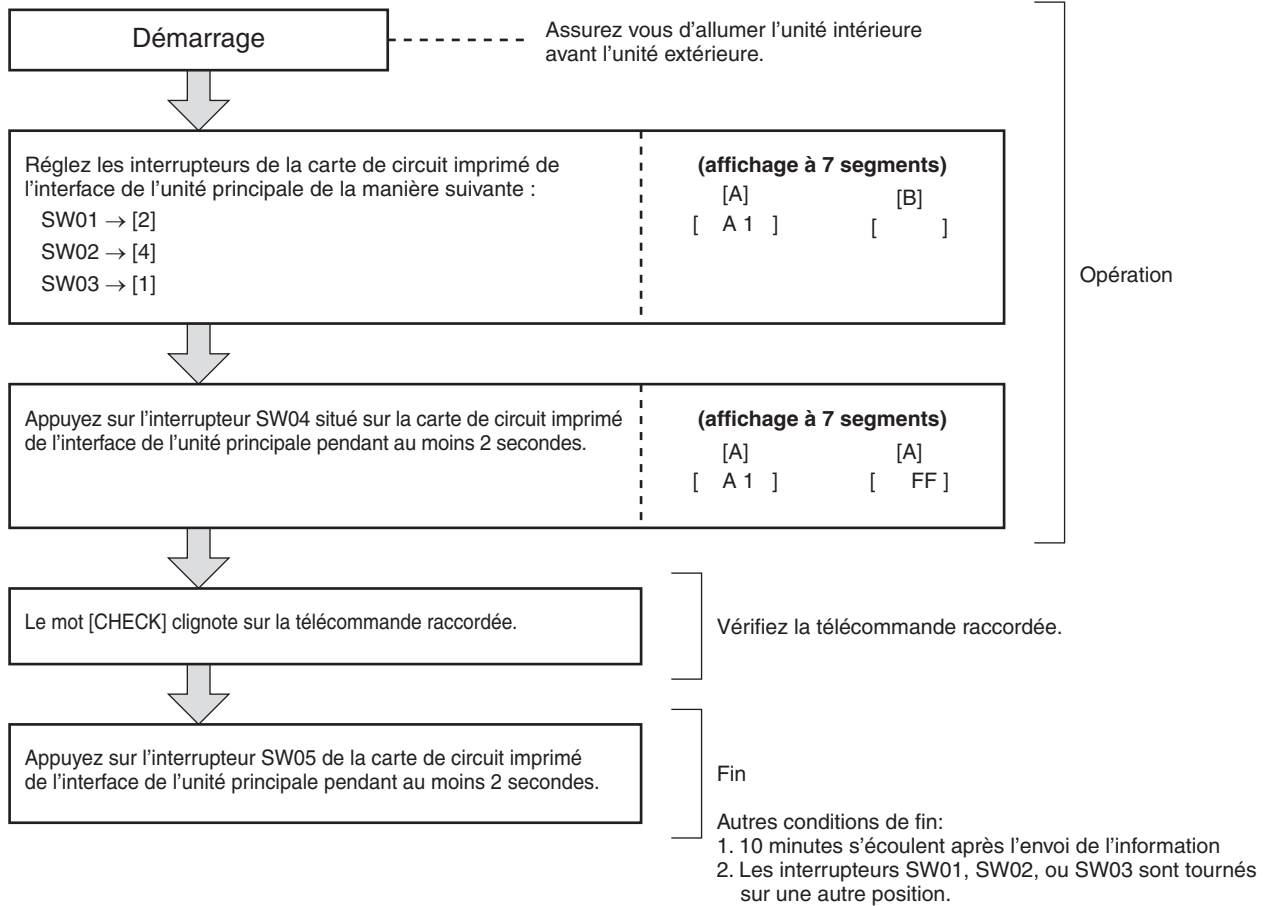 Démarrage
Assurez vous d'allumer l'unité intérieure
avant l'unité extérieure.
Réglez les interrupteurs de la carte de circuit imprimé de
l'interface de l'unité principale de la manière suivante :
SW01 → [2]
SW02 → [4]
SW03 → [1]
(affichage à 7 segments)
[A] [B]
[ A 1 ] [ ]
Opération
Appuyez sur l'interrupteur SW04 situé sur la carte de circuit imprimé
de l'interface de l'unité principale pendant au moins 2 secondes.
(affichage à 7 segments)
[A] [A]
[ A 1 ] [ FF ]
Le mot [CHECK] clignote sur la télécommande raccordée.
Vérifiez la télécommande raccordée.
Appuyez sur l'interrupteur SW05 de la carte de circuit imprimé
de l'interface de l'unité principale pendant au moins 2 secondes.
Fin
Autres conditions de fin:
1. 10 minutes s'écoulent après l'envoi de l'information
2. Les interrupteurs SW01, SW02, ou SW03 sont tournés
sur une autre position.